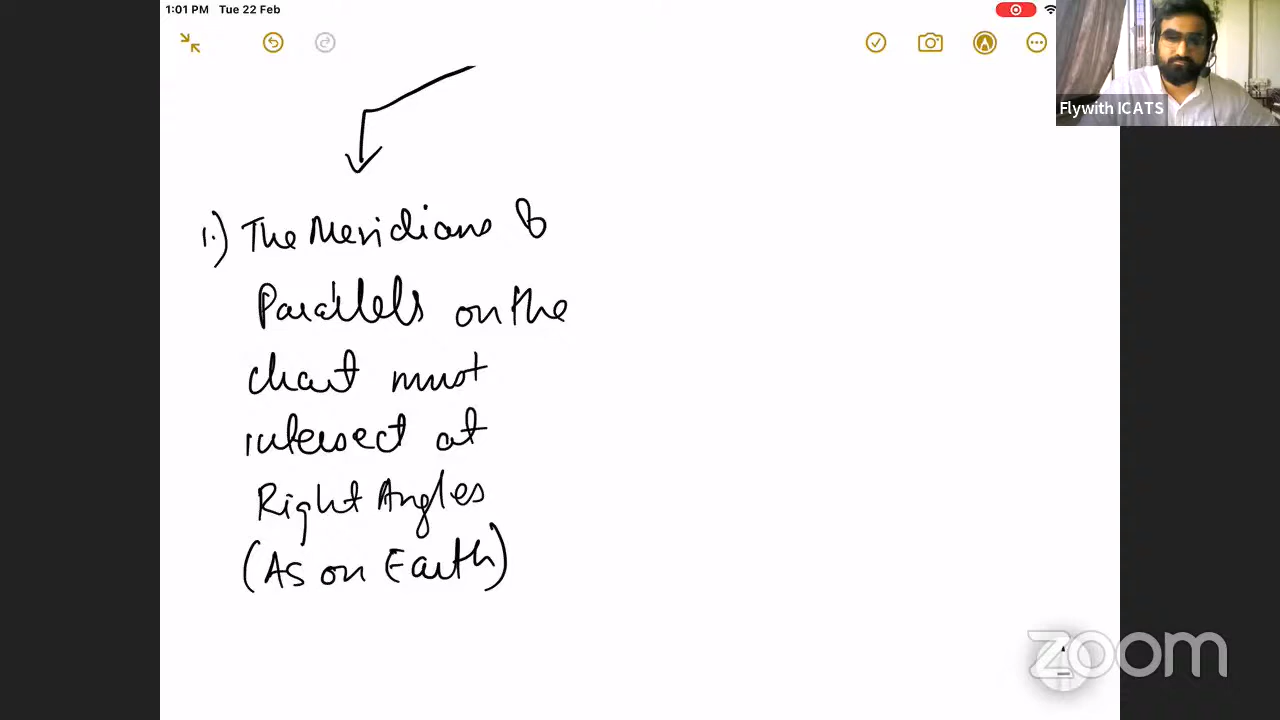 1:01 PM Tue 22 Feb
Flywith ICATS
1.) The Meridians &
Parallels on the
chart must
intersect at
Right Angles
(As on Earth)
zoom